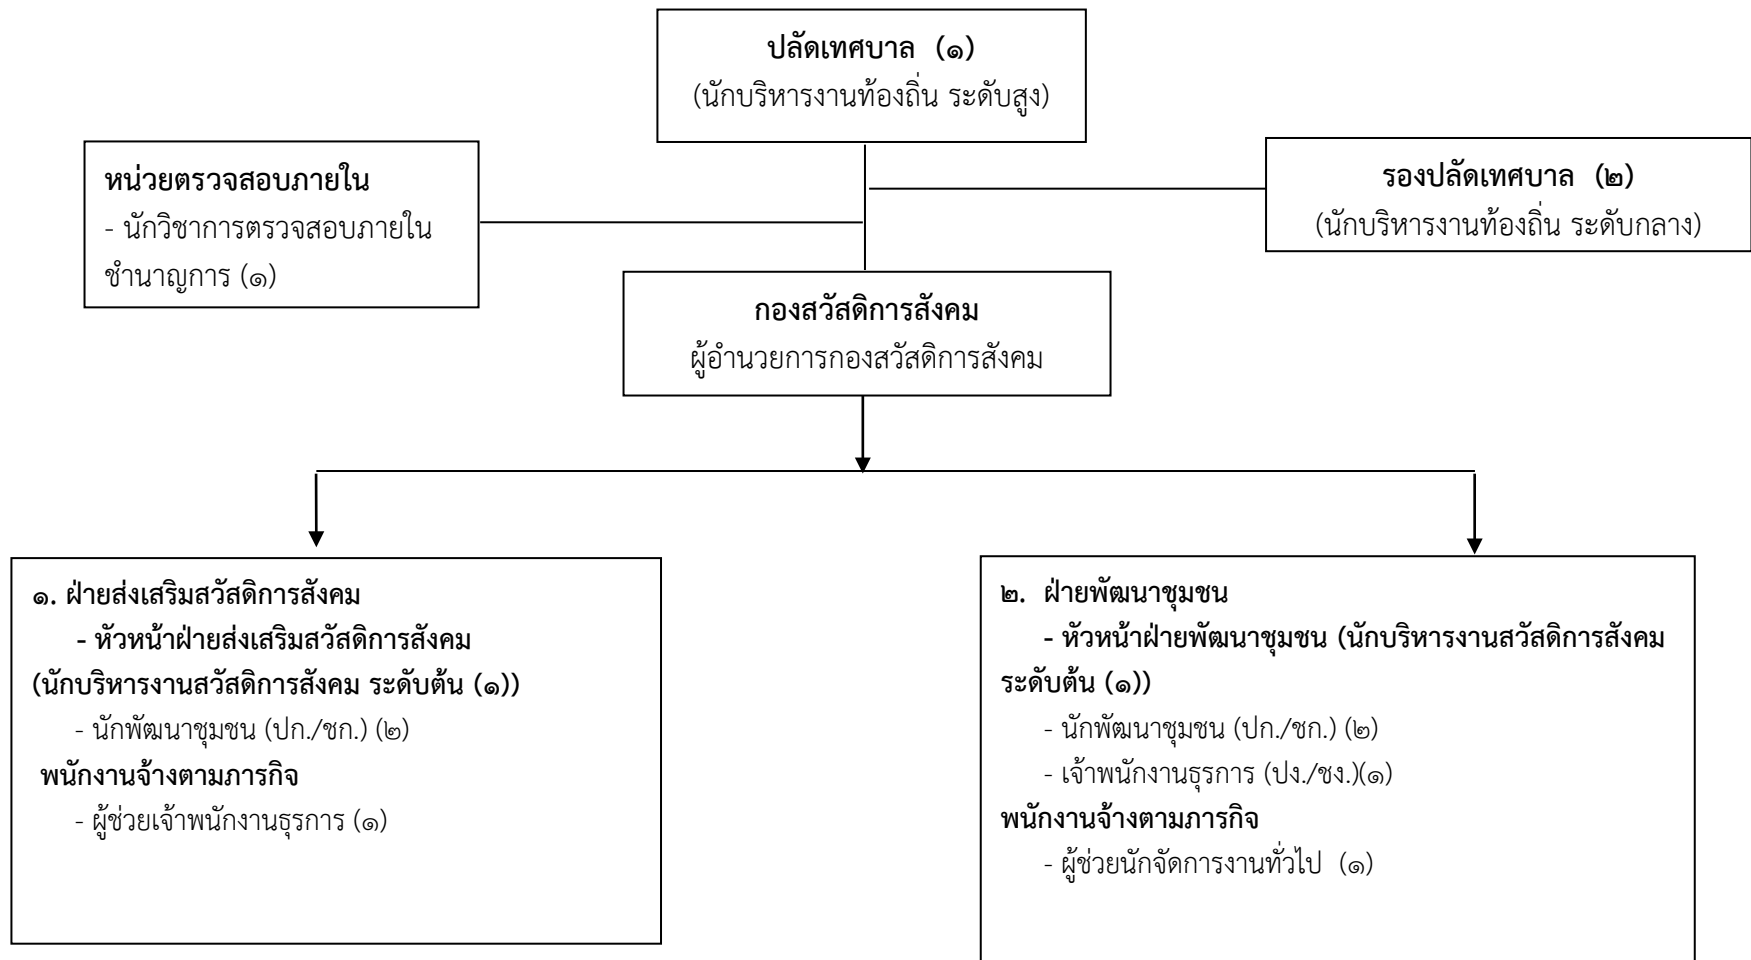 ปลัดเทศบาล (๑)
(นักบริหารงานท้องถิ่น ระดับสูง)
หน่วยตรวจสอบภายใน
- นักวิชาการตรวจสอบภายใน
ชำนาญการ (๑)
รองปลัดเทศบาล (๒)
(นักบริหารงานท้องถิ่น ระดับกลาง)
กองสวัสดิการสังคม
ผู้อำนวยการกองสวัสดิการสังคม
๑. ฝ่ายส่งเสริมสวัสดิการสังคม
- หัวหน้าฝ่ายส่งเสริมสวัสดิการสังคม
(นักบริหารงานสวัสดิการสังคม ระดับต้น (๑))
- นักพัฒนาชุมชน (ปก./ชก.) (๒)
พนักงานจ้างตามภารกิจ
- ผู้ช่วยเจ้าพนักงานธุรการ (๑)
๒. ฝ่ายพัฒนาชุมชน
- หัวหน้าฝ่ายพัฒนาชุมชน (นักบริหารงานสวัสดิการสังคม
ระดับต้น (๑))
- นักพัฒนาชุมชน (ปก./ชก.) (๒)
- เจ้าพนักงานธุรการ (ปง./ชง.)(๑)
พนักงานจ้างตามภารกิจ
- ผู้ช่วยนักจัดการงานทั่วไป (๑)